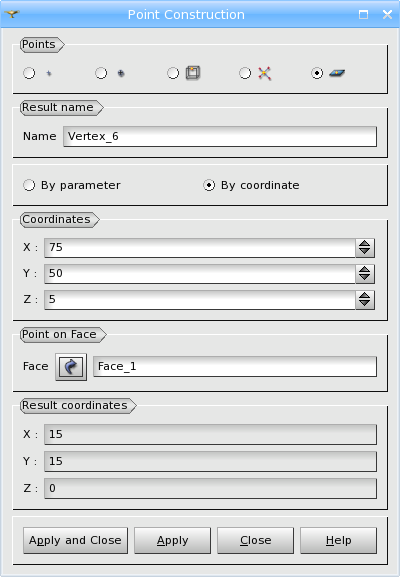 Point Construction
Points
Result name
Name Vertex_6
By parameter By coordinate
Coordinates
X : 75
Y : 50
Z : 5
Point on Face
Face Face_1
Result coordinates
X : 15
Y : 15
Z : 0
Apply and Close Apply Close Help